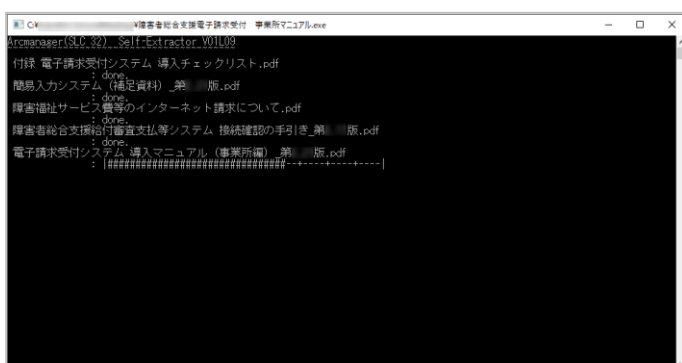 C:¥ ¥障害者総合支援電子請求受付 事業所マニュアル.exe
Arcmanager(SLC 32) Self-Extractor V01L09
付録 電子請求受付システム 導入チェックリスト.pdf
: done.
簡易入力システム (補足資料)_第 版.pdf
: done.
障害福祉サービス費等のインターネット請求について.pdf
: done.
障害者総合支援給付審査支払等システム 接続確認の手引き_第 版.pdf
: done.
電子請求受付システム 導入マニュアル (事業所編)_第 版.pdf
: |################################--+----+----+----|